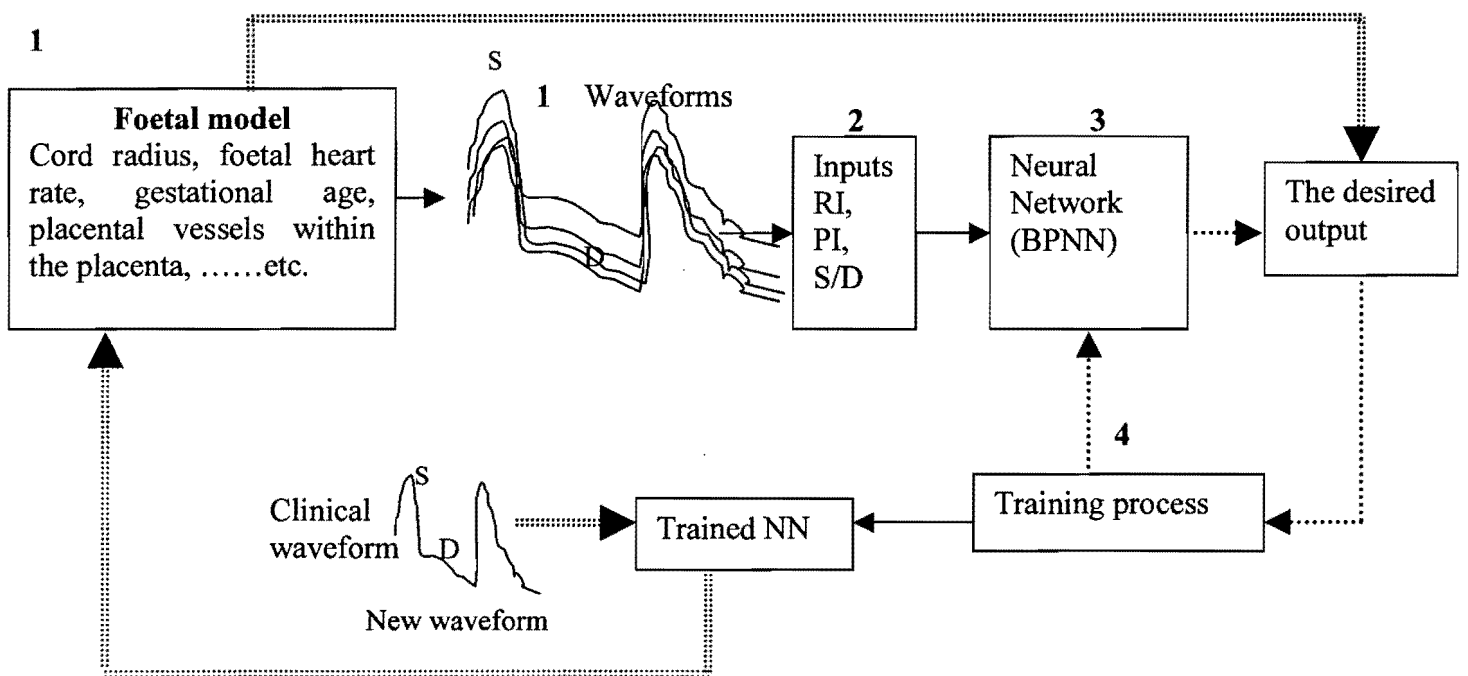 1
Foetal model
Cord radius, foetal heart
rate, gestational age,
placental vessels within
the placenta, ……etc.
S
1 Waveforms
D
2
Inputs
RI,
PI,
S/D
3
Neural
Network
(BPNN)
The desired
output
4
Training process
Trained NN
Clinical
waveform
S
D
New waveform